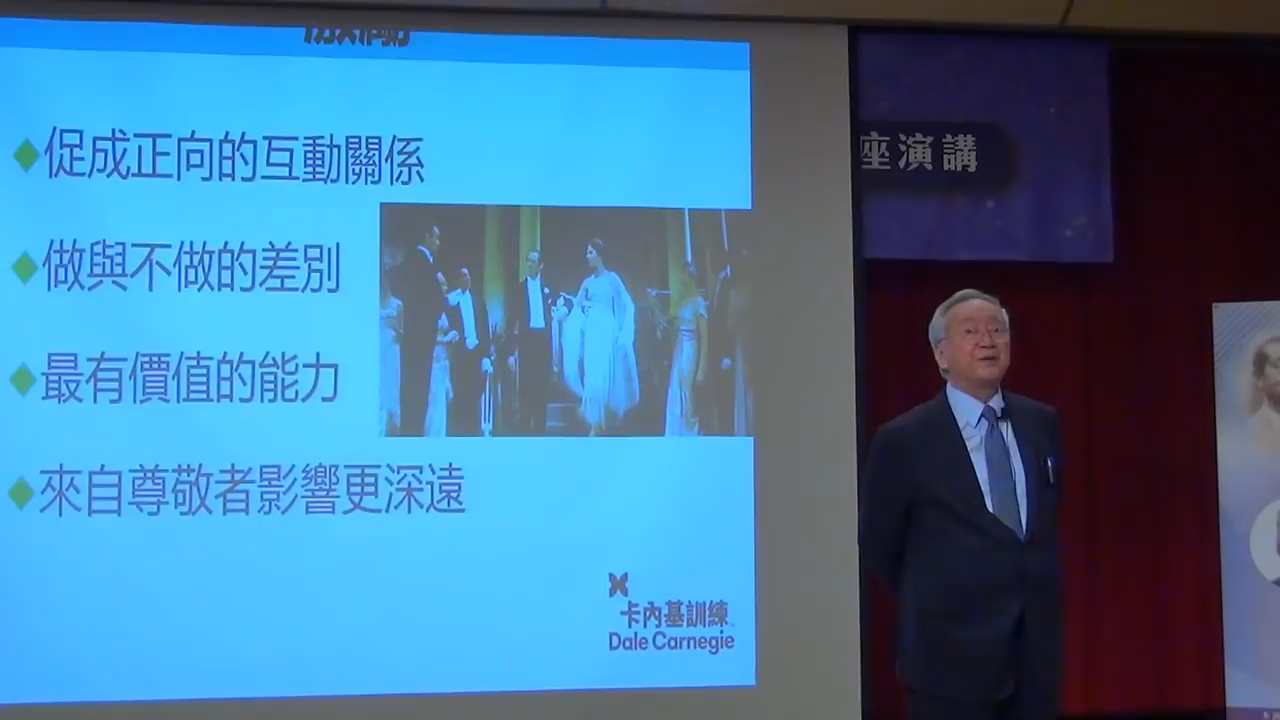 促成正向的互動關係
做與不做的差別
最有價值的能力
來自尊敬者影響更深遠
卡內基訓練
Dale Carnegie
座演講